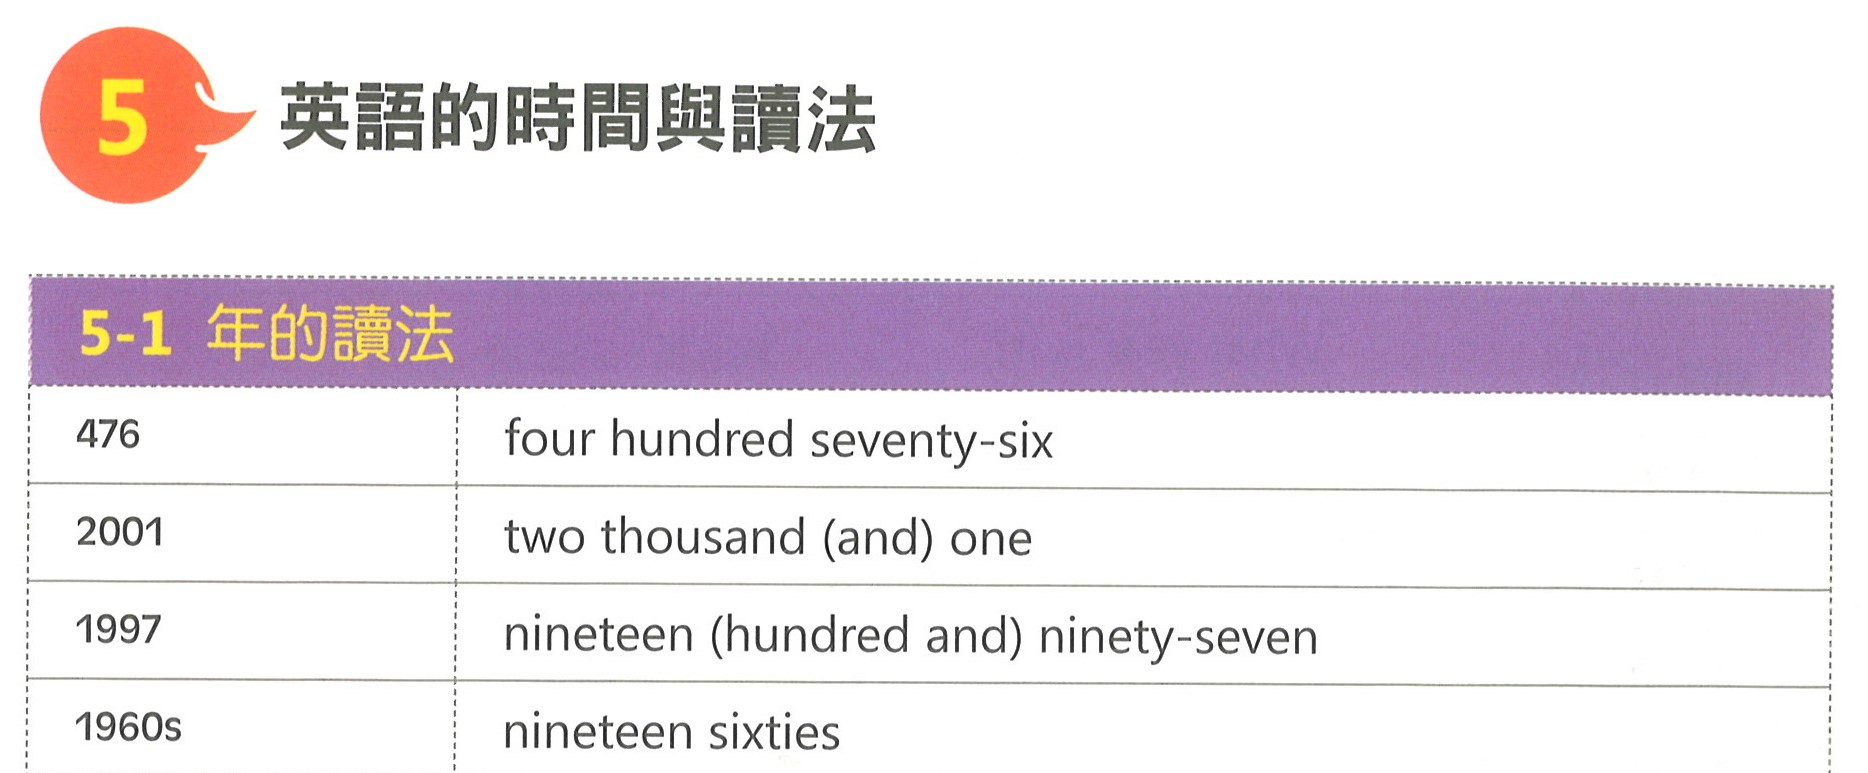 5 英語的時間與讀法
5-1 年的讀法
476 four hundred seventy-six
2001 two thousand (and) one
1997 nineteen (hundred and) ninety-seven
1960s nineteen sixties